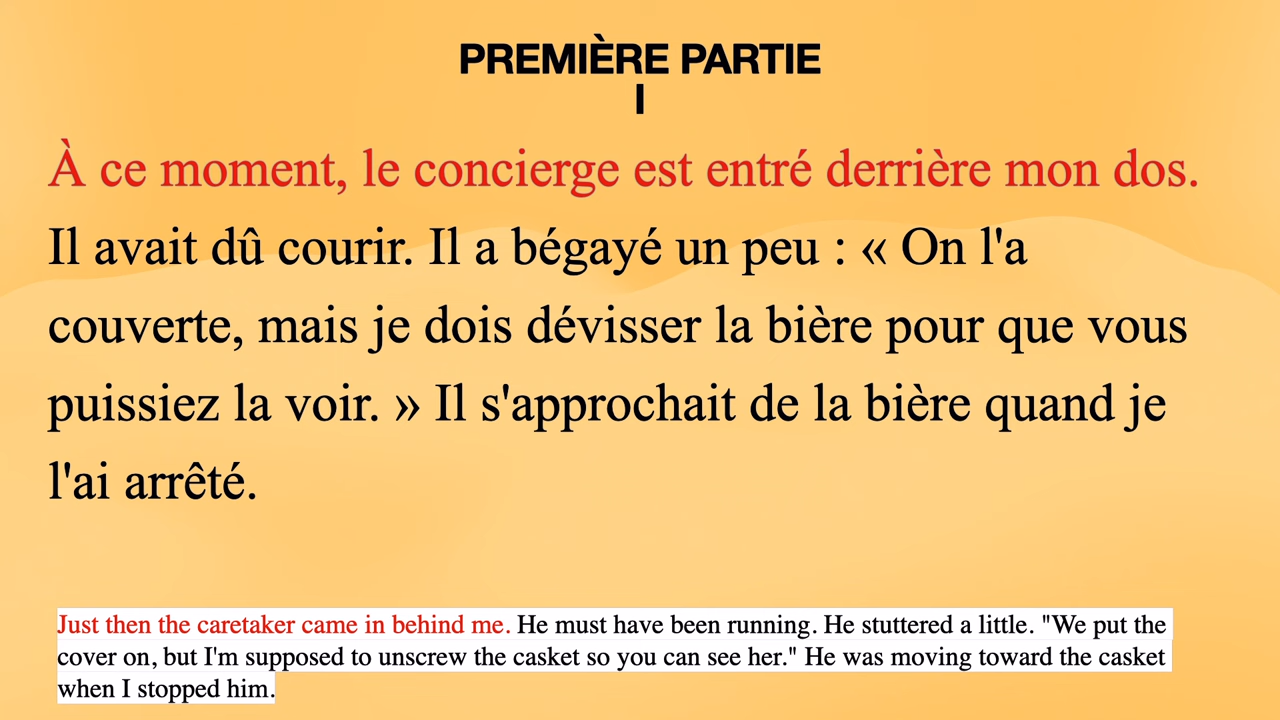 PREMIÈRE PARTIE
I
À ce moment, le concierge est entré derrière mon dos.
Il avait dû courir. Il a bégayé un peu : « On l'a
couverte, mais je dois dévisser la bière pour que vous
puissiez la voir. » Il s'approchait de la bière quand je
l'ai arrêté.
Just then the caretaker came in behind me. He must have been running. He stuttered a little. "We put the
cover on, but I'm supposed to unscrew the casket so you can see her." He was moving toward the casket
when I stopped him.